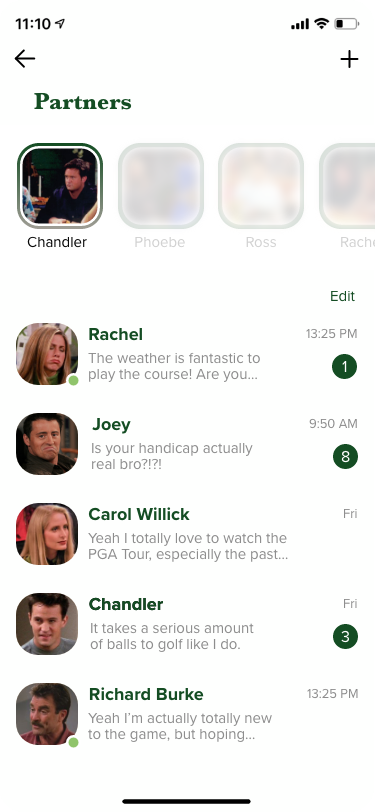 11:10
Partners
Chandler
Phoebe
Ross
Rache
Edit
Rachel
13:25 PM
The weather is fantastic to
play the course! Are you...
1
Joey
9:50 AM
Is your handicap actually
real bro?!?!
8
Carol Willick
Fri
Yeah I totally love to watch the
PGA Tour, especially the past...
Chandler
Fri
It takes a serious amount
of balls to golf like I do.
3
Richard Burke
13:25 PM
Yeah I'm actually totally new
to the game, but hoping...